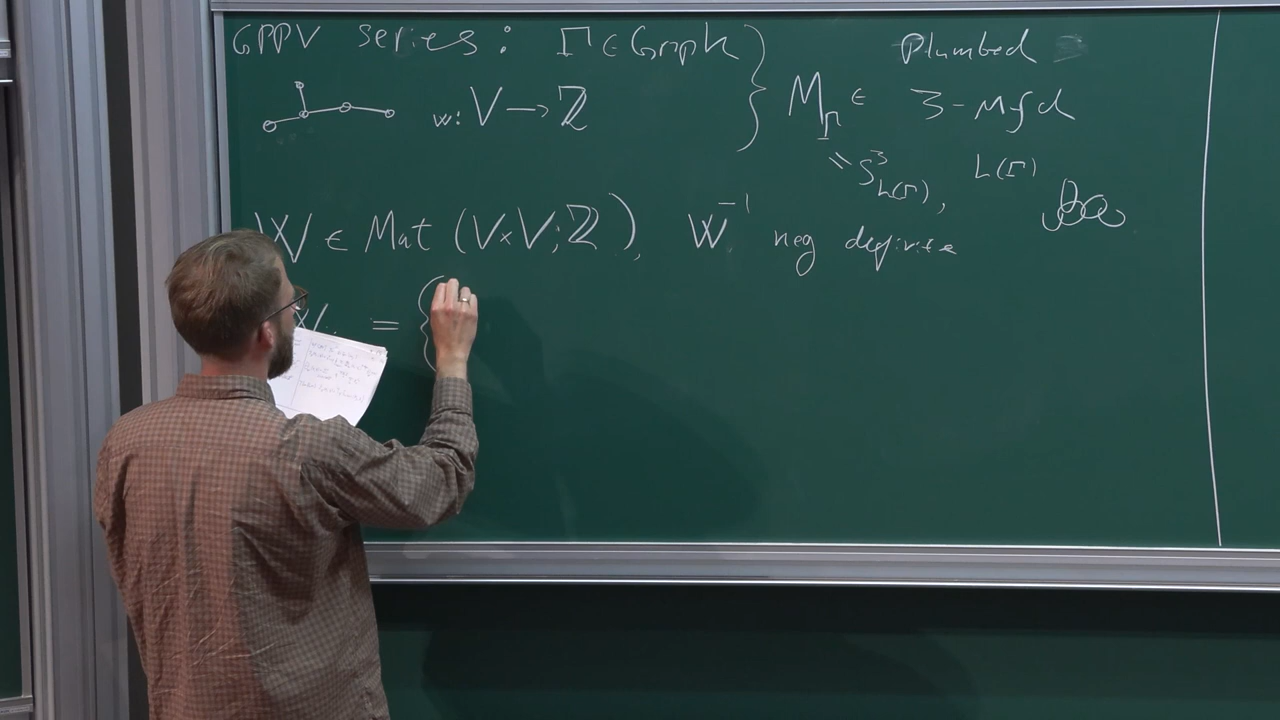 GPPV series: Γ ∈ Graph } Plumbed
w: V → ℤ } M_Γ ∈ 3-Mfd
= S³_{L(Γ)}, L(Γ)
W ∈ Mat (V×V; ℤ), W⁻¹ neg definite
W.. = {